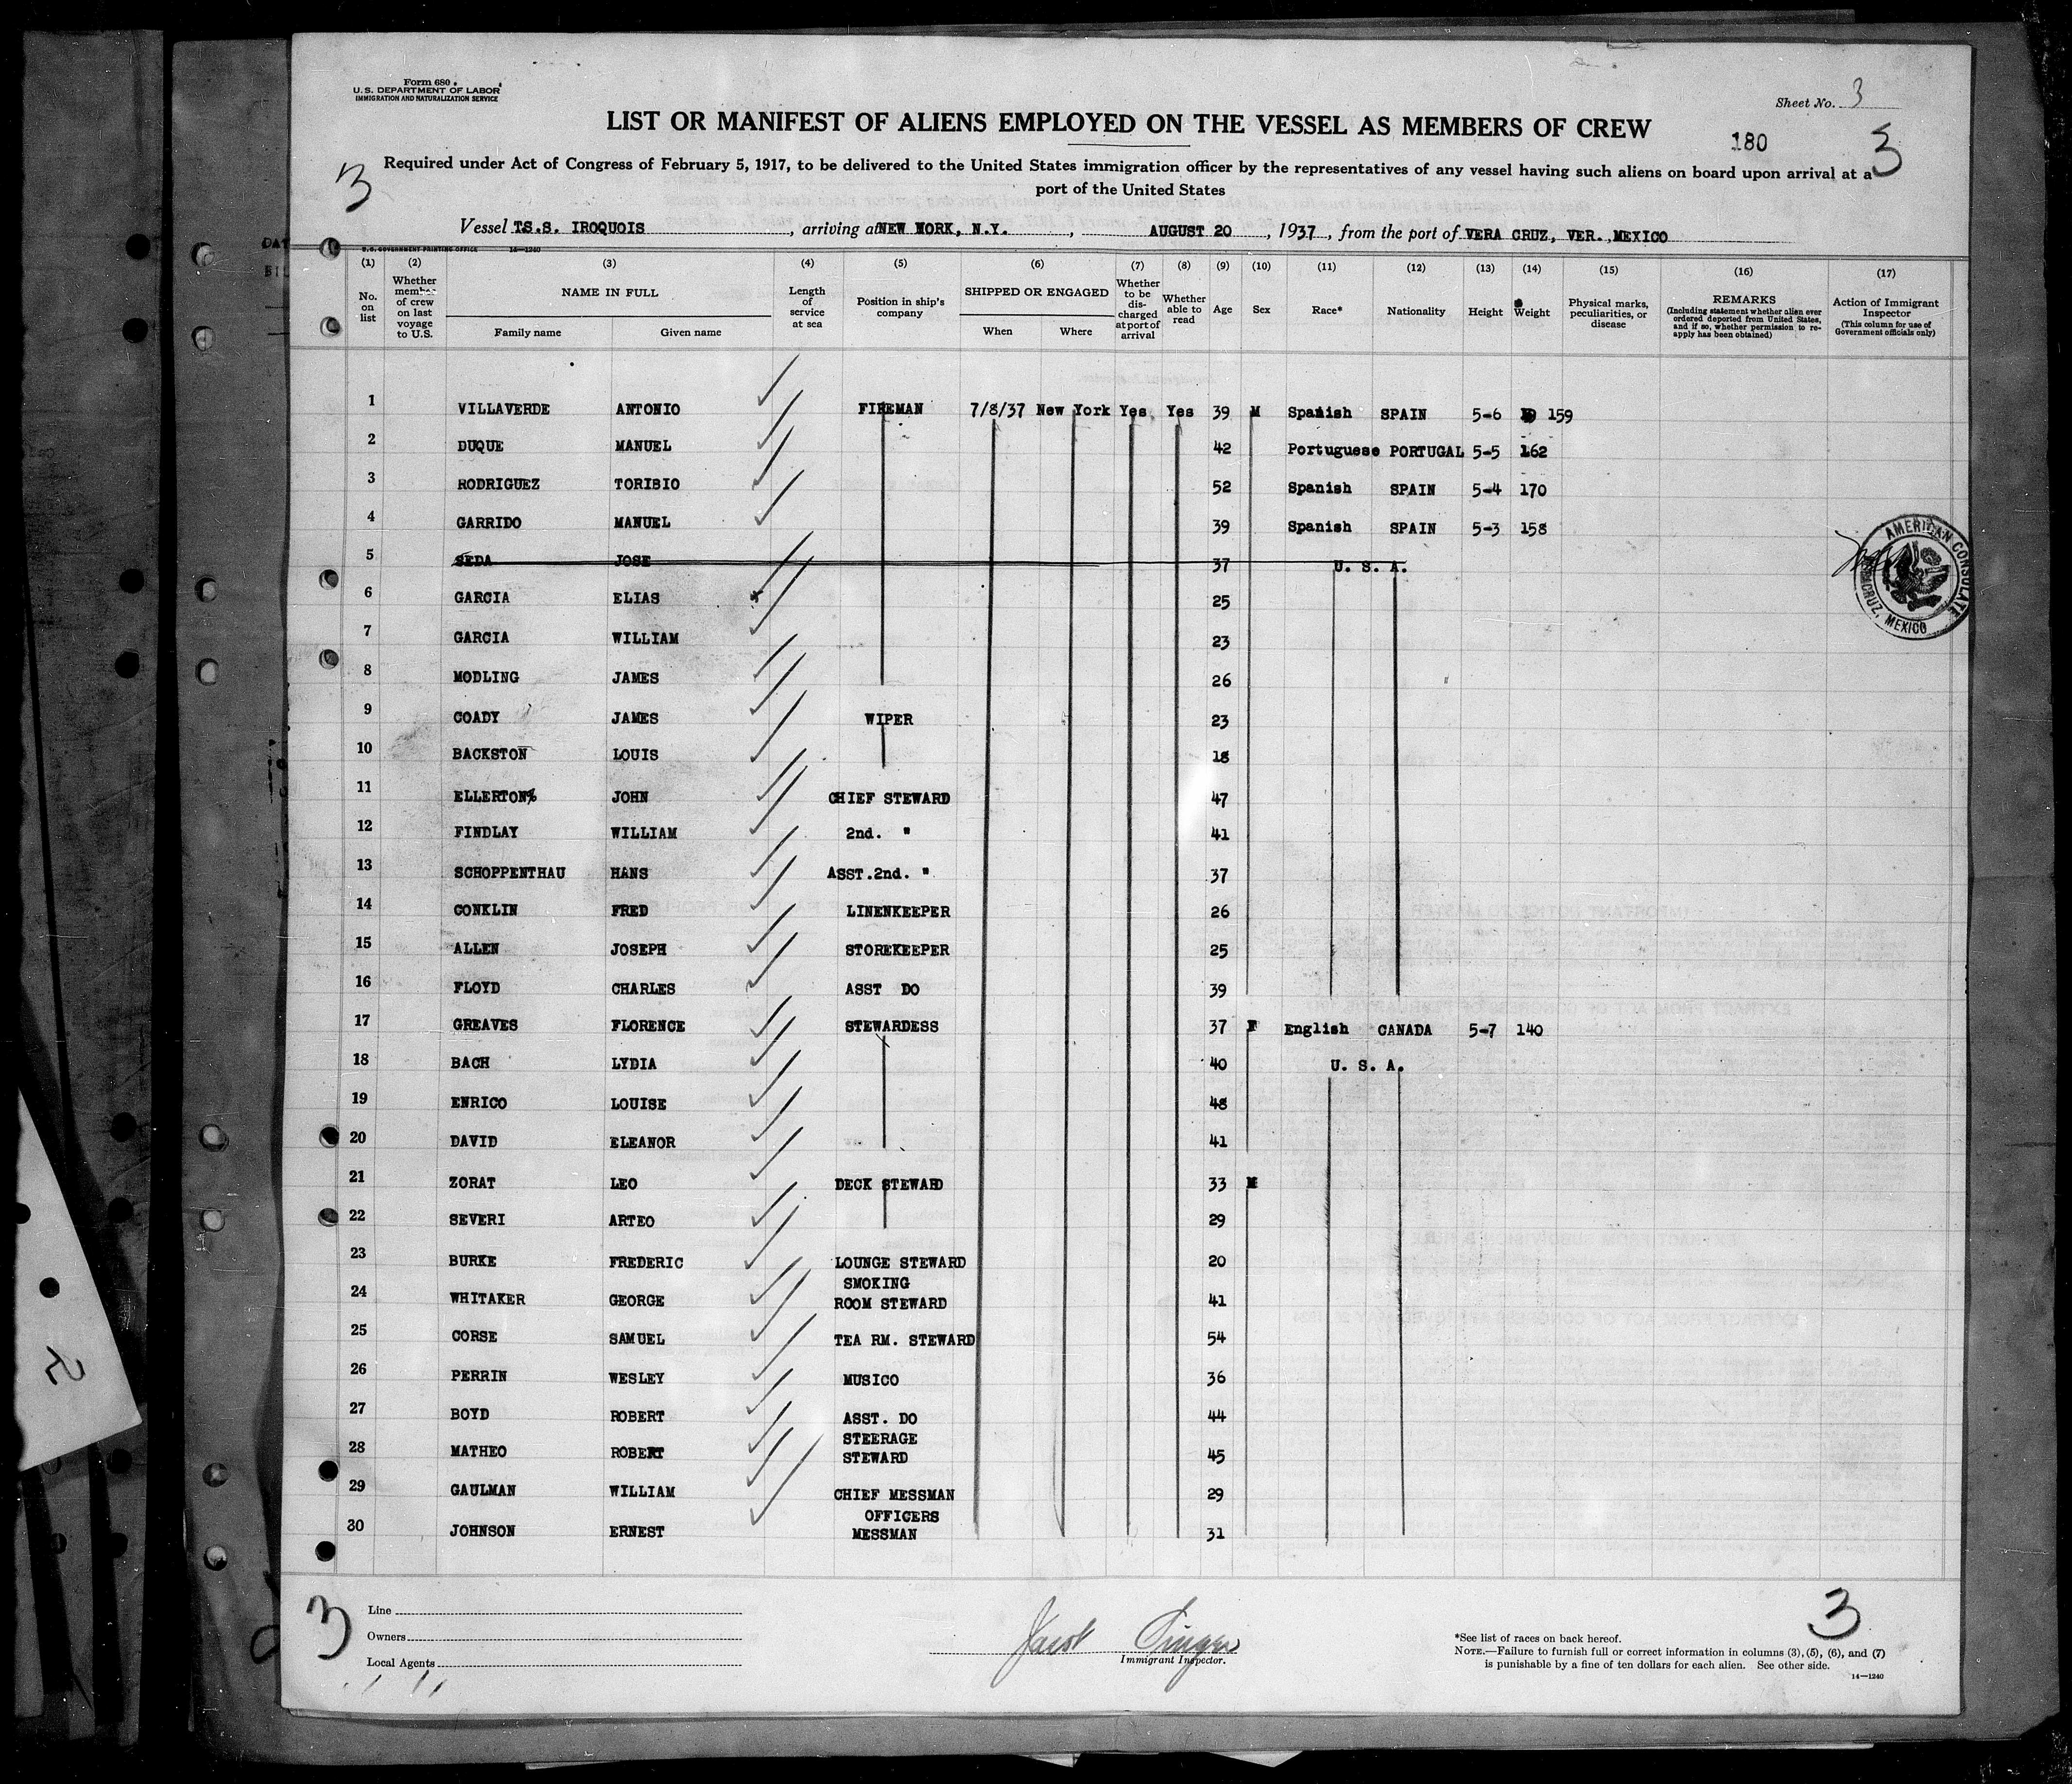 Form 680
U.S. DEPARTMENT OF LABOR
IMMIGRATION AND NATURALIZATION SERVICE
Sheet No. 3
LIST OR MANIFEST OF ALIENS EMPLOYED ON THE VESSEL AS MEMBERS OF CREW
180
3
3
Required under Act of Congress of February 5, 1917, to be delivered to the United States immigration officer by the representatives of any vessel having such aliens on board upon arrival at a
port of the United States
Vessel T.S.S. IROQUOIS, arriving at NEW WORK, N.Y., AUGUST 20, 1937, from the port of VERA CRUZ, VER., MEXICO
U.S. GOVERNMENT PRINTING OFFICE 14—1240
(1) (2) (3) (4) (5) (6) (7) (8) (9) (10) (11) (12) (13) (14) (15) (16) (17)
No. on list
Whether member of crew on last voyage to U.S.
NAME IN FULL
Family name
Given name
Length of service at sea
Position in ship's company
SHIPPED OR ENGAGED
When
Where
Whether to be discharged at port of arrival
Whether able to read
Age
Sex
Race*
Nationality
Height
Weight
Physical marks, peculiarities, or disease
REMARKS
(Including statement whether alien ever ordered deported from United States, and if so, whether permission to reapply has been obtained)
Action of Immigrant Inspector
(This column for use of Government officials only)
1 VILLAVERDE ANTONIO FIREMAN 7/8/37 New York Yes Yes 39 M Spanish SPAIN 5-6 159
2 DUQUE MANUEL 42 Portuguese PORTUGAL 5-5 162
3 RODRIGUEZ TORIBIO 52 Spanish SPAIN 5-4 170
4 GARRIDO MANUEL 39 Spanish SPAIN 5-3 158
5 SEDA JOSE 37 U. S. A.
6 GARCIA ELIAS 25
7 GARCIA WILLIAM 23
8 MODLING JAMES 26
9 COADY JAMES WIPER 23
10 BACKSTON LOUIS 18
11 ELLERTON JOHN CHIEF STEWARD 47
12 FINDLAY WILLIAM 2nd. " 41
13 SCHOPPENTHAU HANS ASST.2nd. " 37
14 CONKLIN FRED LINENKEEPER 26
15 ALLEN JOSEPH STOREKEEPER 25
16 FLOYD CHARLES ASST DO 39
17 GREAVES FLORENCE STEWARDESS 37 F English CANADA 5-7 140
18 BACH LYDIA 40 U. S. A.
19 ENRICO LOUISE 48
20 DAVID ELEANOR 41
21 ZORAT LEO DECK STEWARD 33 M
22 SEVERI ARTEO 29
23 BURKE FREDERIC LOUNGE STEWARD 20
24 WHITAKER GEORGE SMOKING ROOM STEWARD 41
25 CORSE SAMUEL TEA RM. STEWARD 54
26 PERRIN WESLEY MUSICO 36
27 BOYD ROBERT ASST. DO 44
28 MATHEO ROBERT STEERAGE STEWARD 45
29 GAULMAN WILLIAM CHIEF MESSMAN 29
30 JOHNSON ERNEST OFFICERS MESSMAN 31
AMERICAN CONSULATE
VERACRUZ, MEXICO
3
Line
Owners
Local Agents
Immigrant Inspector.
3
*See list of races on back hereof.
NOTE.—Failure to furnish full or correct information in columns (3), (5), (6), and (7)
is punishable by a fine of ten dollars for each alien. See other side.
14—1240